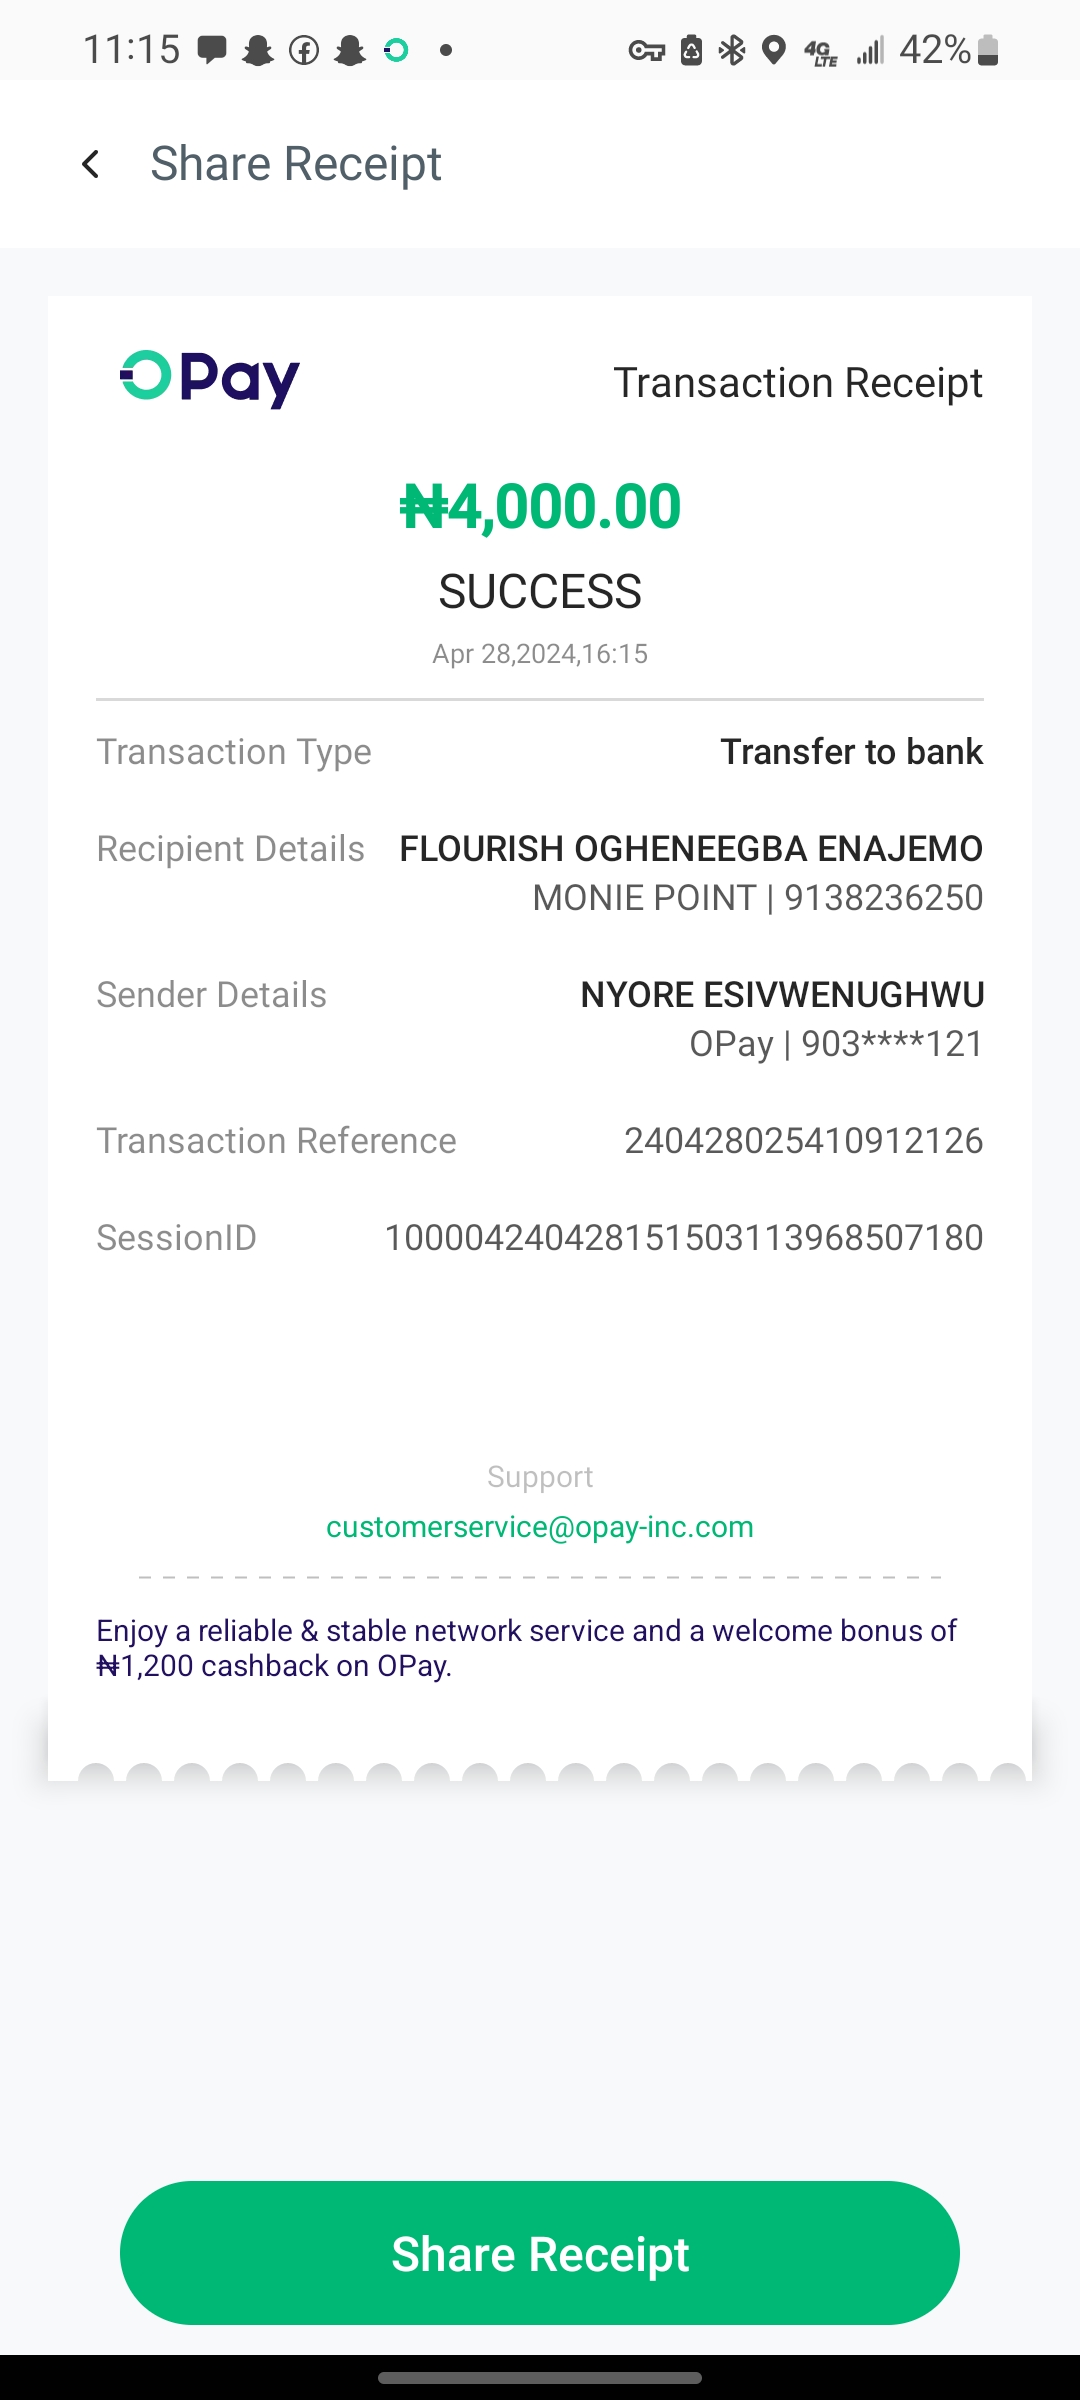 11:15
4G LTE 42%
Share Receipt
OPay
Transaction Receipt
₦4,000.00
SUCCESS
Apr 28,2024,16:15
Transaction Type Transfer to bank
Recipient Details FLOURISH OGHENEEGBA ENAJEMO
MONIE POINT | 9138236250
Sender Details NYORE ESIVWENUGHWU
OPay | 903****121
Transaction Reference 240428025410912126
SessionID 100004240428151503113968507180
Support
customerservice@opay-inc.com
Enjoy a reliable & stable network service and a welcome bonus of
₦1,200 cashback on OPay.
Share Receipt